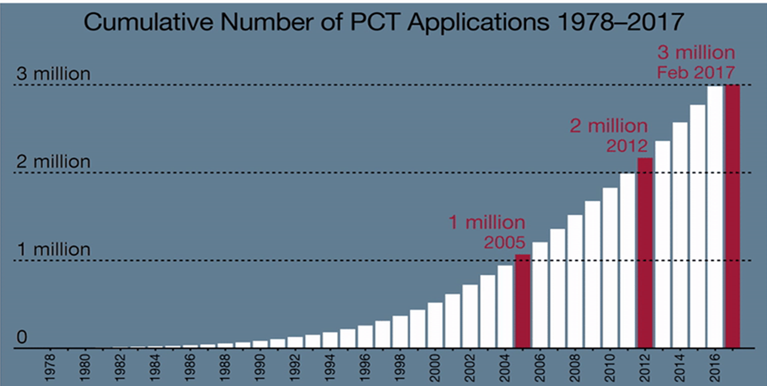 Cumulative Number of PCT Applications 1978–2017
3 million
Feb 2017
3 million
2 million
2012
2 million
1 million
2005
1 million
0
1978
1980
1982
1984
1986
1988
1990
1992
1994
1996
1998
2000
2002
2004
2006
2008
2010
2012
2014
2016